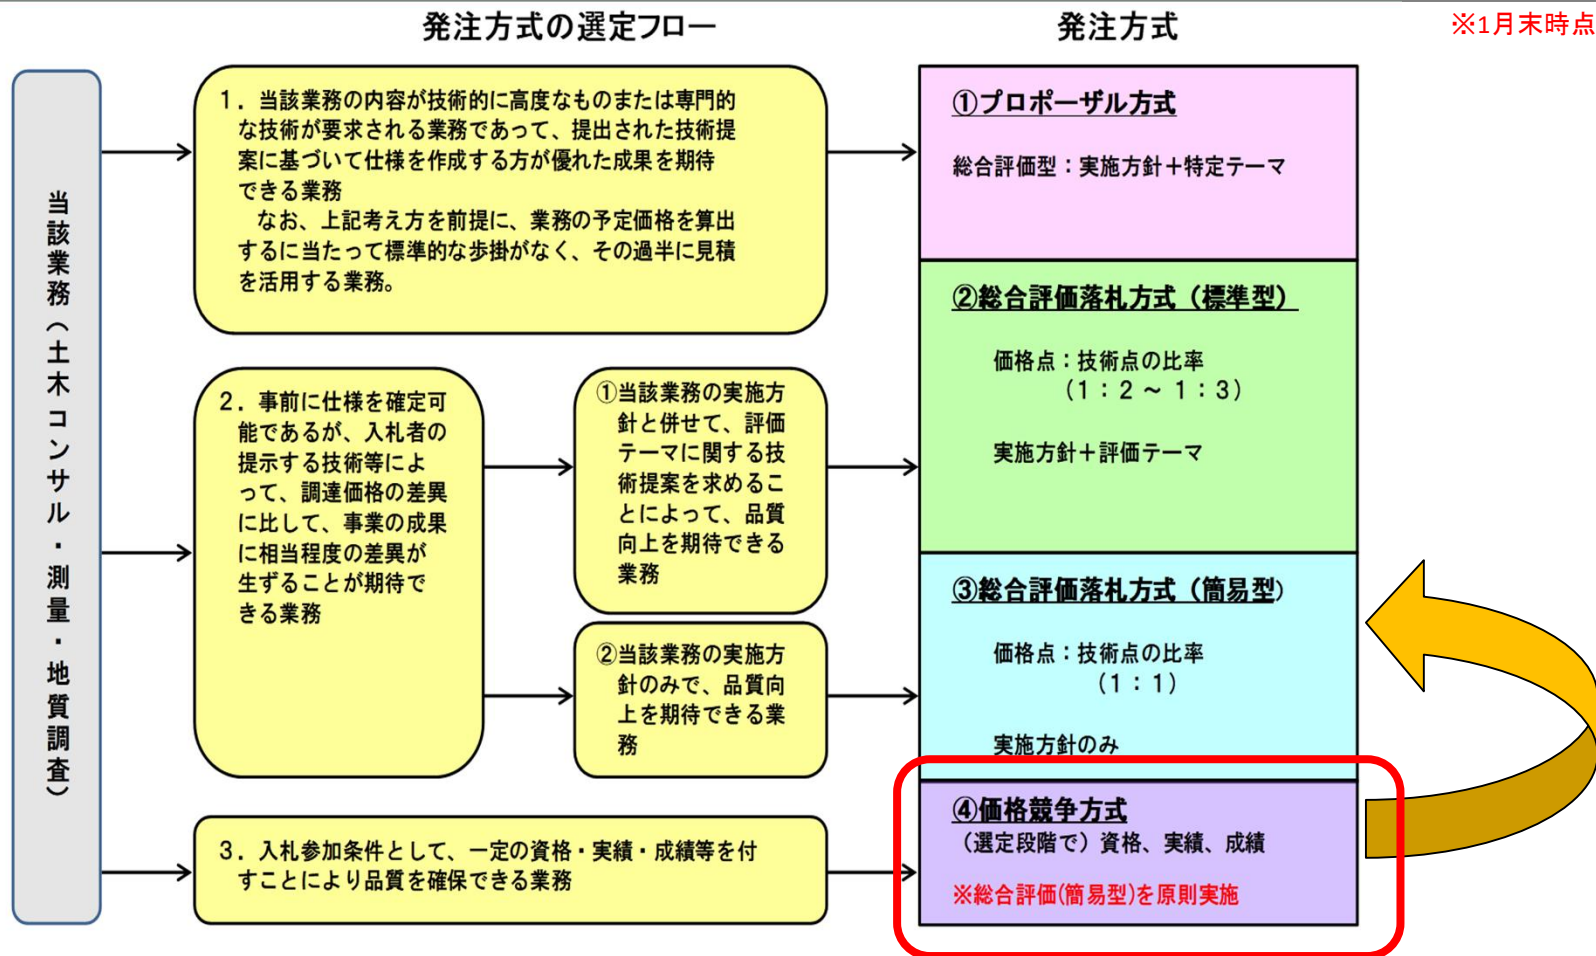 発注方式の選定フロー
発注方式
※1月末時点
当該業務(土木コンサル・測量・地質調査)
1．当該業務の内容が技術的に高度なものまたは専門的
な技術が要求される業務であって、提出された技術提
案に基づいて仕様を作成する方が優れた成果を期待
できる業務
なお、上記考え方を前提に、業務の予定価格を算出
するに当たって標準的な歩掛がなく、その過半に見積
を活用する業務。
①プロポーザル方式
総合評価型：実施方針＋特定テーマ
2．事前に仕様を確定可
能であるが、入札者の
提示する技術等によ
って、調達価格の差異
に比して、事業の成果
に相当程度の差異が
生ずることが期待で
きる業務
①当該業務の実施方
針と併せて、評価
テーマに関する技
術提案を求めるこ
とによって、品質
向上を期待できる
業務
②総合評価落札方式（標準型）
価格点：技術点の比率
（1：2～1：3）
実施方針＋評価テーマ
②当該業務の実施方
針のみで、品質向
上を期待できる業
務
③総合評価落札方式（簡易型）
価格点：技術点の比率
（1：1）
実施方針のみ
3．入札参加条件として、一定の資格・実績・成績等を付
すことにより品質を確保できる業務
④価格競争方式
（選定段階で）資格、実績、成績
※総合評価(簡易型)を原則実施